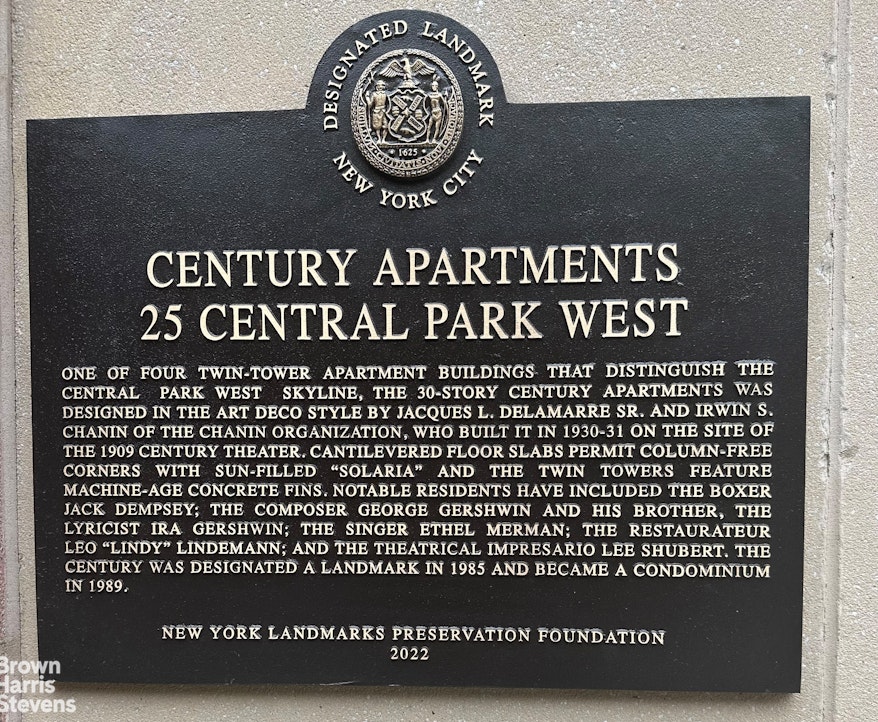 DESIGNATED LANDMARK
1625
NEW YORK CITY
CENTURY APARTMENTS
25 CENTRAL PARK WEST
ONE OF FOUR TWIN-TOWER APARTMENT BUILDINGS THAT DISTINGUISH THE
CENTRAL PARK WEST SKYLINE, THE 30-STORY CENTURY APARTMENTS WAS
DESIGNED IN THE ART DECO STYLE BY JACQUES L. DELAMARRE SR. AND IRWIN S.
CHANIN OF THE CHANIN ORGANIZATION, WHO BUILT IT IN 1930-31 ON THE SITE OF
THE 1909 CENTURY THEATER. CANTILEVERED FLOOR SLABS PERMIT COLUMN-FREE
CORNERS WITH SUN-FILLED "SOLARIA" AND THE TWIN TOWERS FEATURE
MACHINE-AGE CONCRETE FINS. NOTABLE RESIDENTS HAVE INCLUDED THE BOXER
JACK DEMPSEY; THE COMPOSER GEORGE GERSHWIN AND HIS BROTHER, THE
LYRICIST IRA GERSHWIN; THE SINGER ETHEL MERMAN; THE RESTAURATEUR
LEO "LINDY" LINDEMANN; AND THE THEATRICAL IMPRESARIO LEE SHUBERT. THE
CENTURY WAS DESIGNATED A LANDMARK IN 1985 AND BECAME A CONDOMINIUM
IN 1989.
NEW YORK LANDMARKS PRESERVATION FOUNDATION
2022
Brown
Harris
Stevens